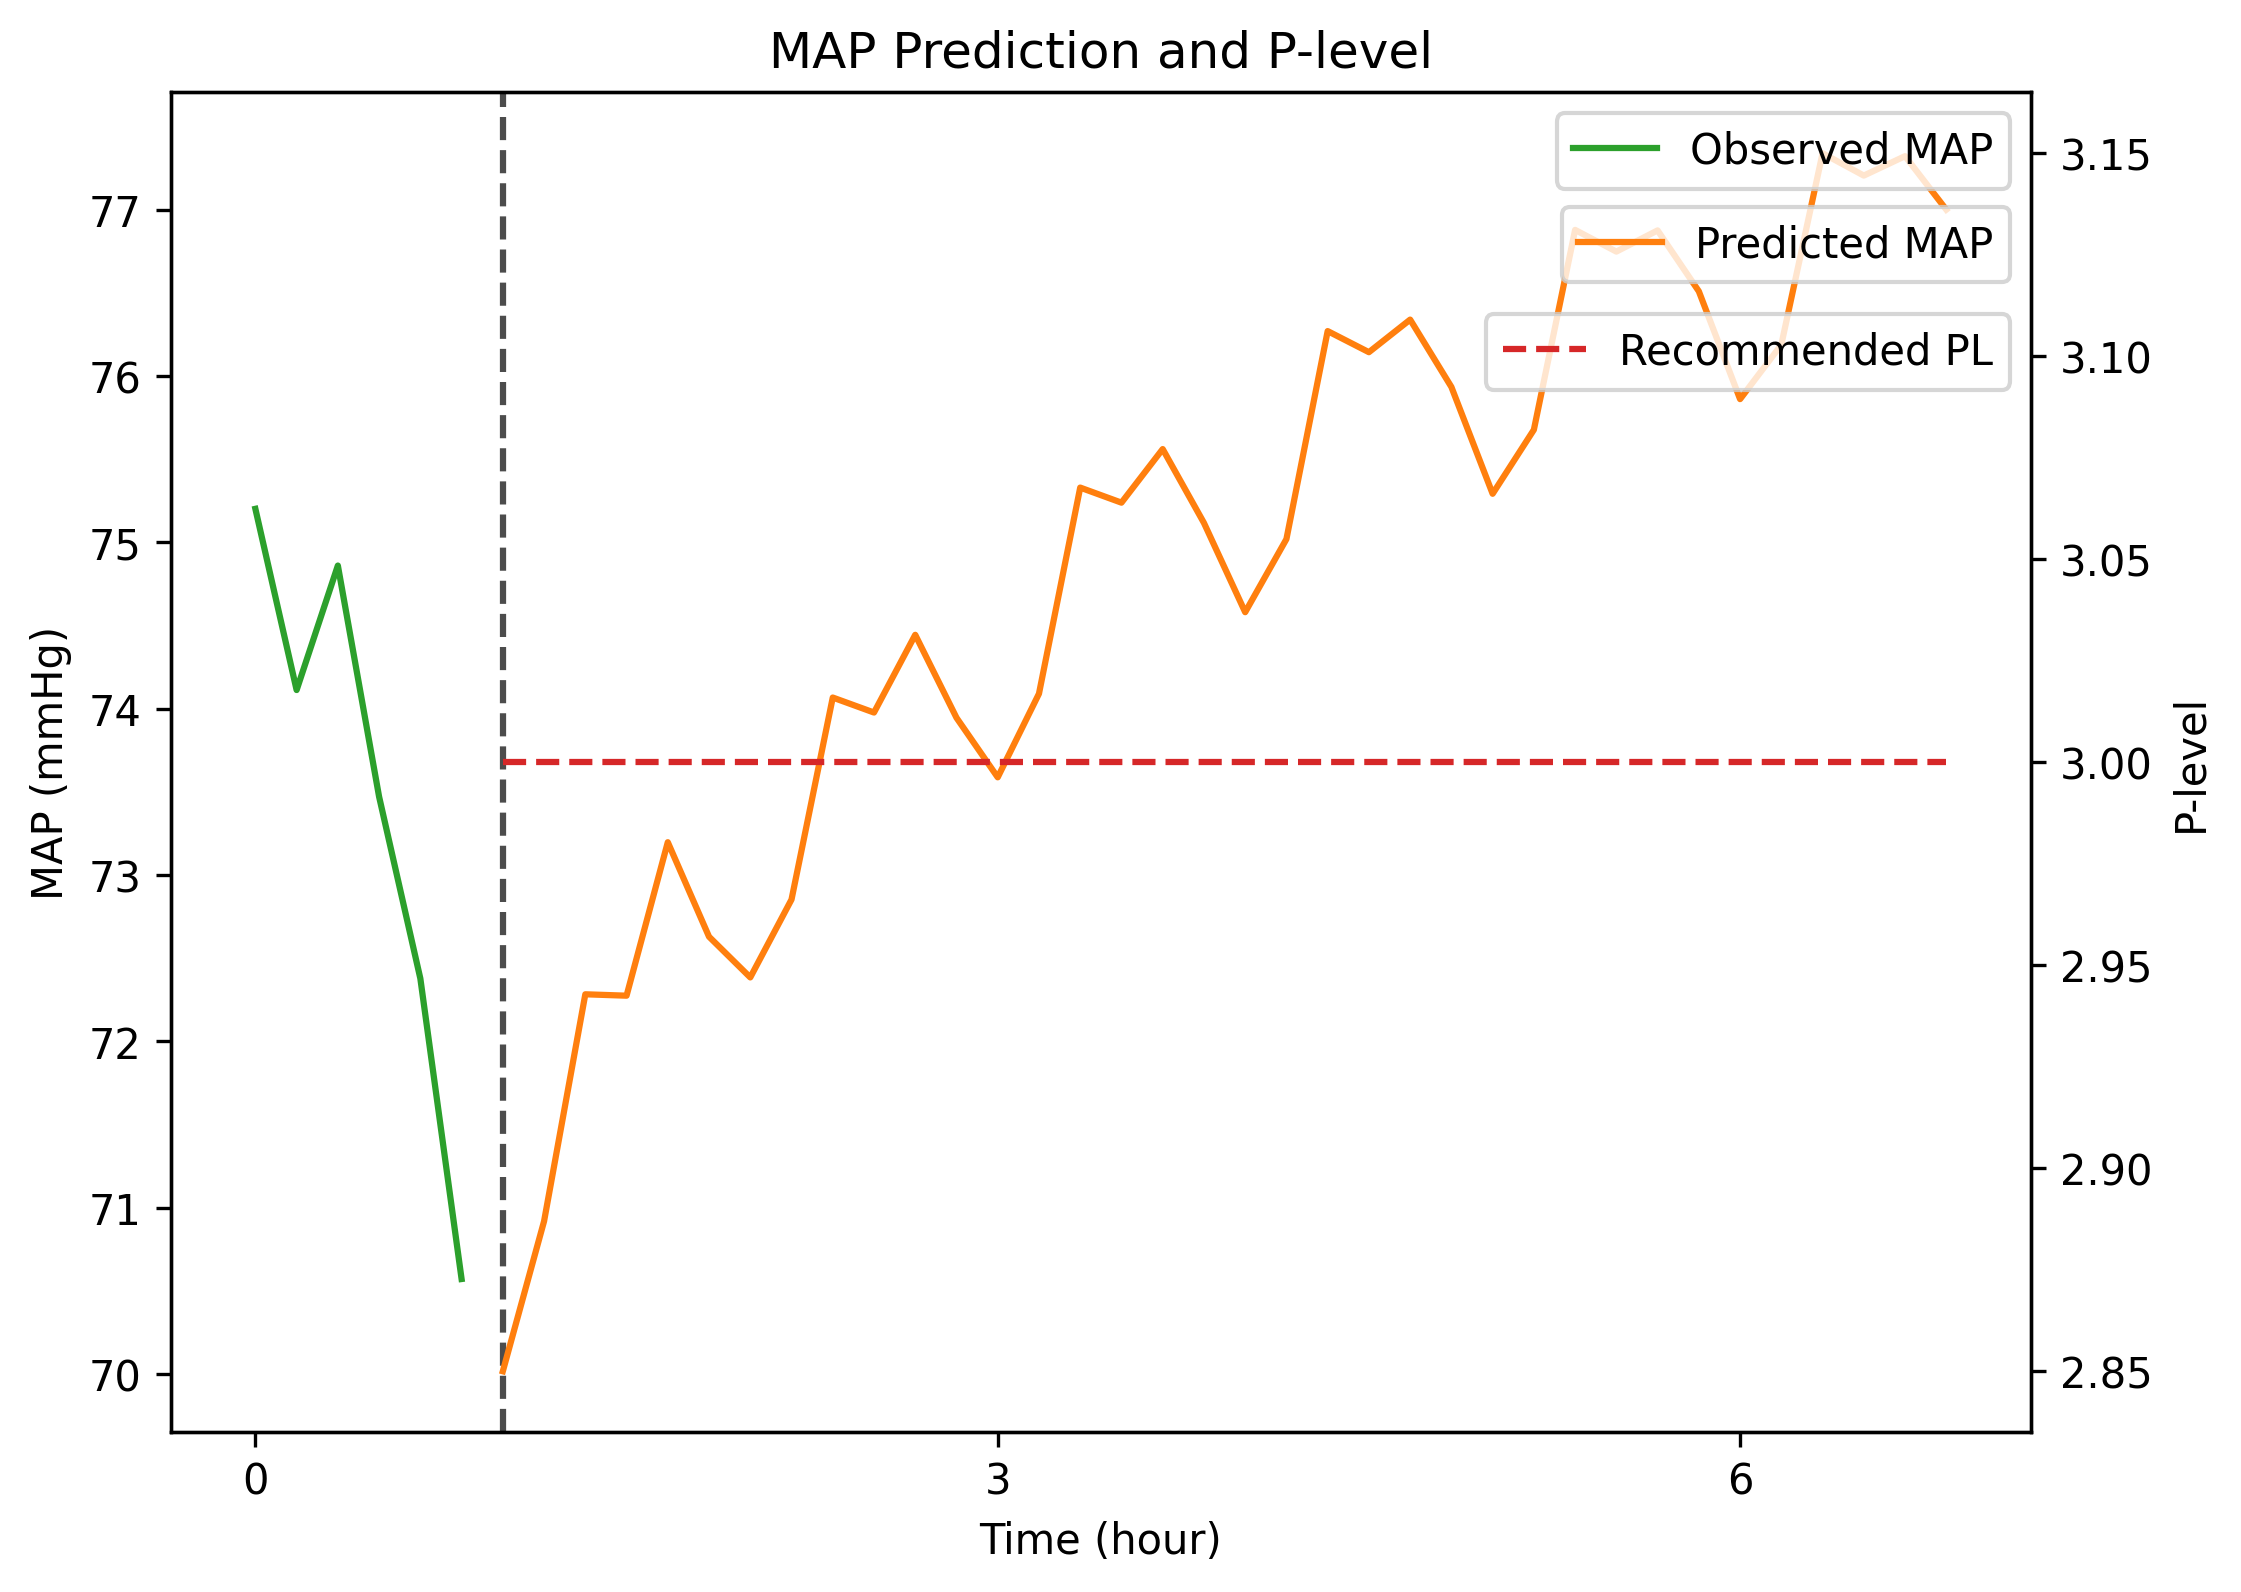 MAP Prediction and P-level
Observed MAP
Predicted MAP
Recommended PL
MAP (mmHg)
77
76
75
74
73
72
71
70
3.15
3.10
3.05
3.00
2.95
2.90
2.85
P-level
0 3 6
Time (hour)